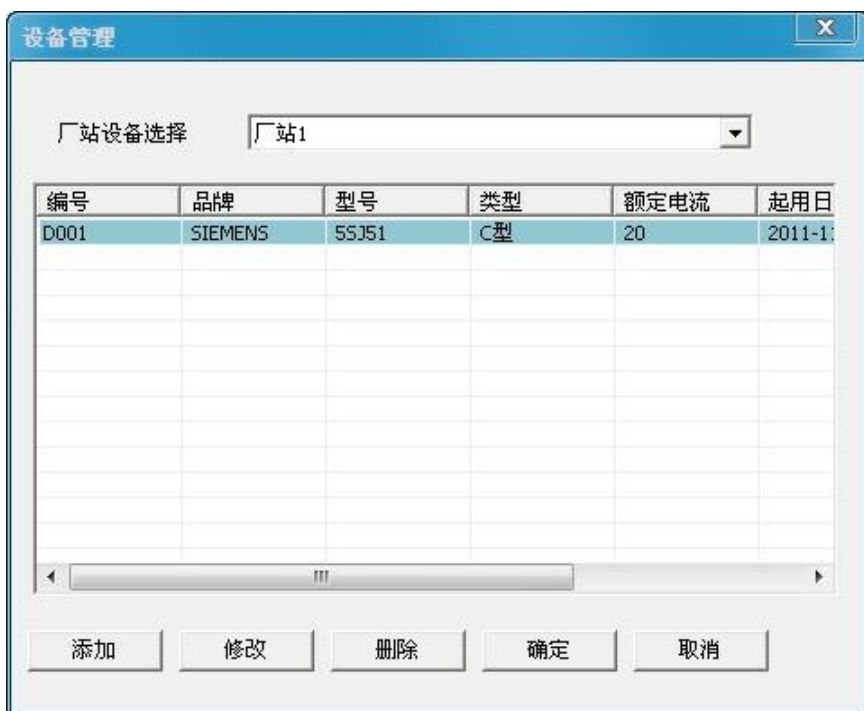 设备管理
厂站设备选择 厂站1
编号 品牌 型号 类型 额定电流 起用日
D001 SIEMENS 5SJ51 C型 20 2011-11
添加 修改 删除 确定 取消